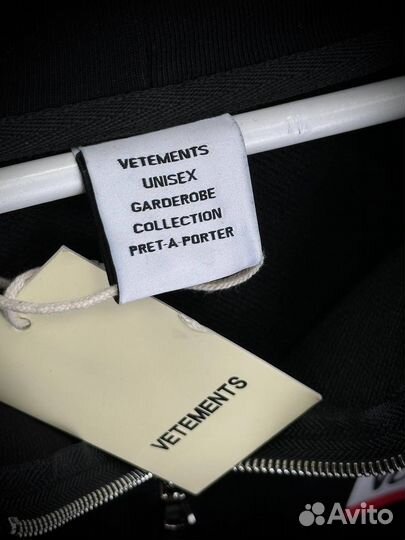 VETEMENTS
UNISEX
GARDEROBE
COLLECTION
PRET-A-PORTER
VETEMENTS
Avito